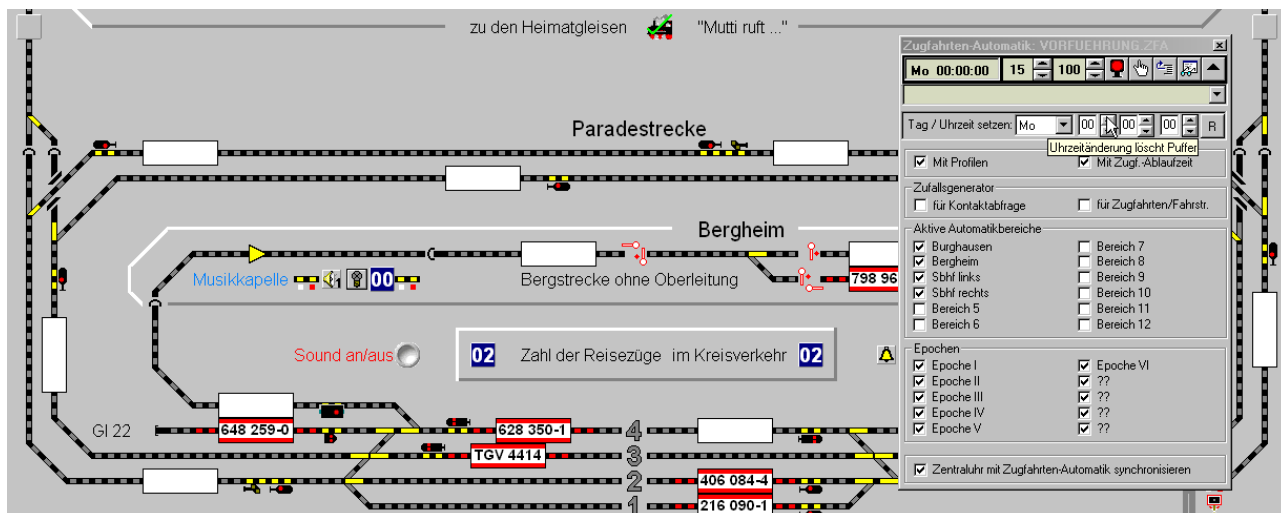 zu den Heimatgleisen "Mutti ruft ..."
Paradestrecke
Bergheim
Musikkapelle 1 00
Bergstrecke ohne Oberleitung
798 96
Sound an/aus
02 Zahl der Reisezüge im Kreisverkehr 02
Gl 22
648 259-0
628 350-1
4
TGV 4414
3
2
406 084-4
1
216 090-1
Zugfahrten-Automatik: VORFUEHRUNG.ZFA
Mo 00:00:00 15 100
Tag / Uhrzeit setzen: Mo 00 00 00 R
Uhrzeitänderung löscht Puffer
Mit Profilen Mit Zugf.-Ablaufzeit
Zufallsgenerator
für Kontaktabfrage für Zugfahrten/Fahrstr.
Aktive Automatikbereiche
Burghausen Bereich 7
Bergheim Bereich 8
Sbhf links Bereich 9
Sbhf rechts Bereich 10
Bereich 5 Bereich 11
Bereich 6 Bereich 12
Epochen
Epoche I Epoche VI
Epoche II ??
Epoche III ??
Epoche IV ??
Epoche V ??
Zentraluhr mit Zugfahrten-Automatik synchronisieren